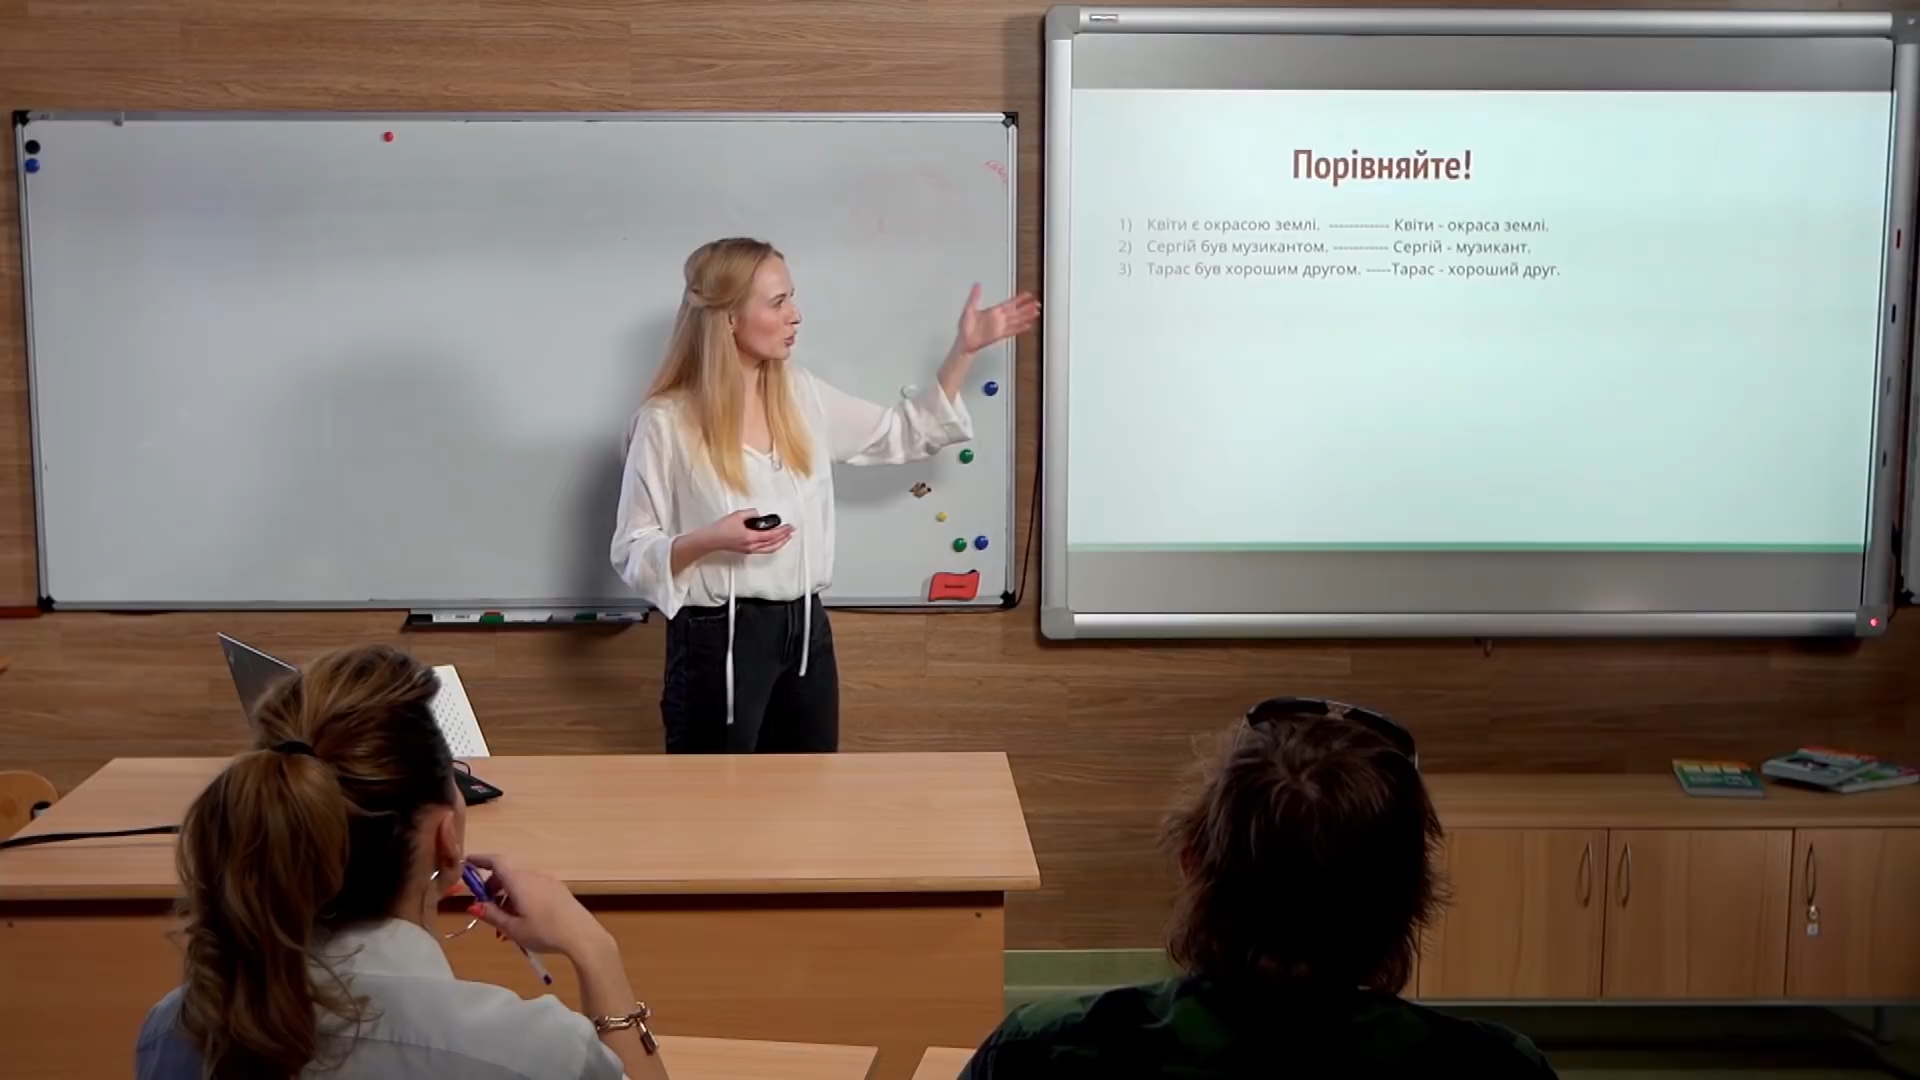 Порівняйте!
1) Квіти є окрасою землі. ----------- Квіти - окраса землі.
2) Сергій був музикантом. ----------- Сергій - музикант.
3) Тарас був хорошим другом. -----Тарас - хороший друг.